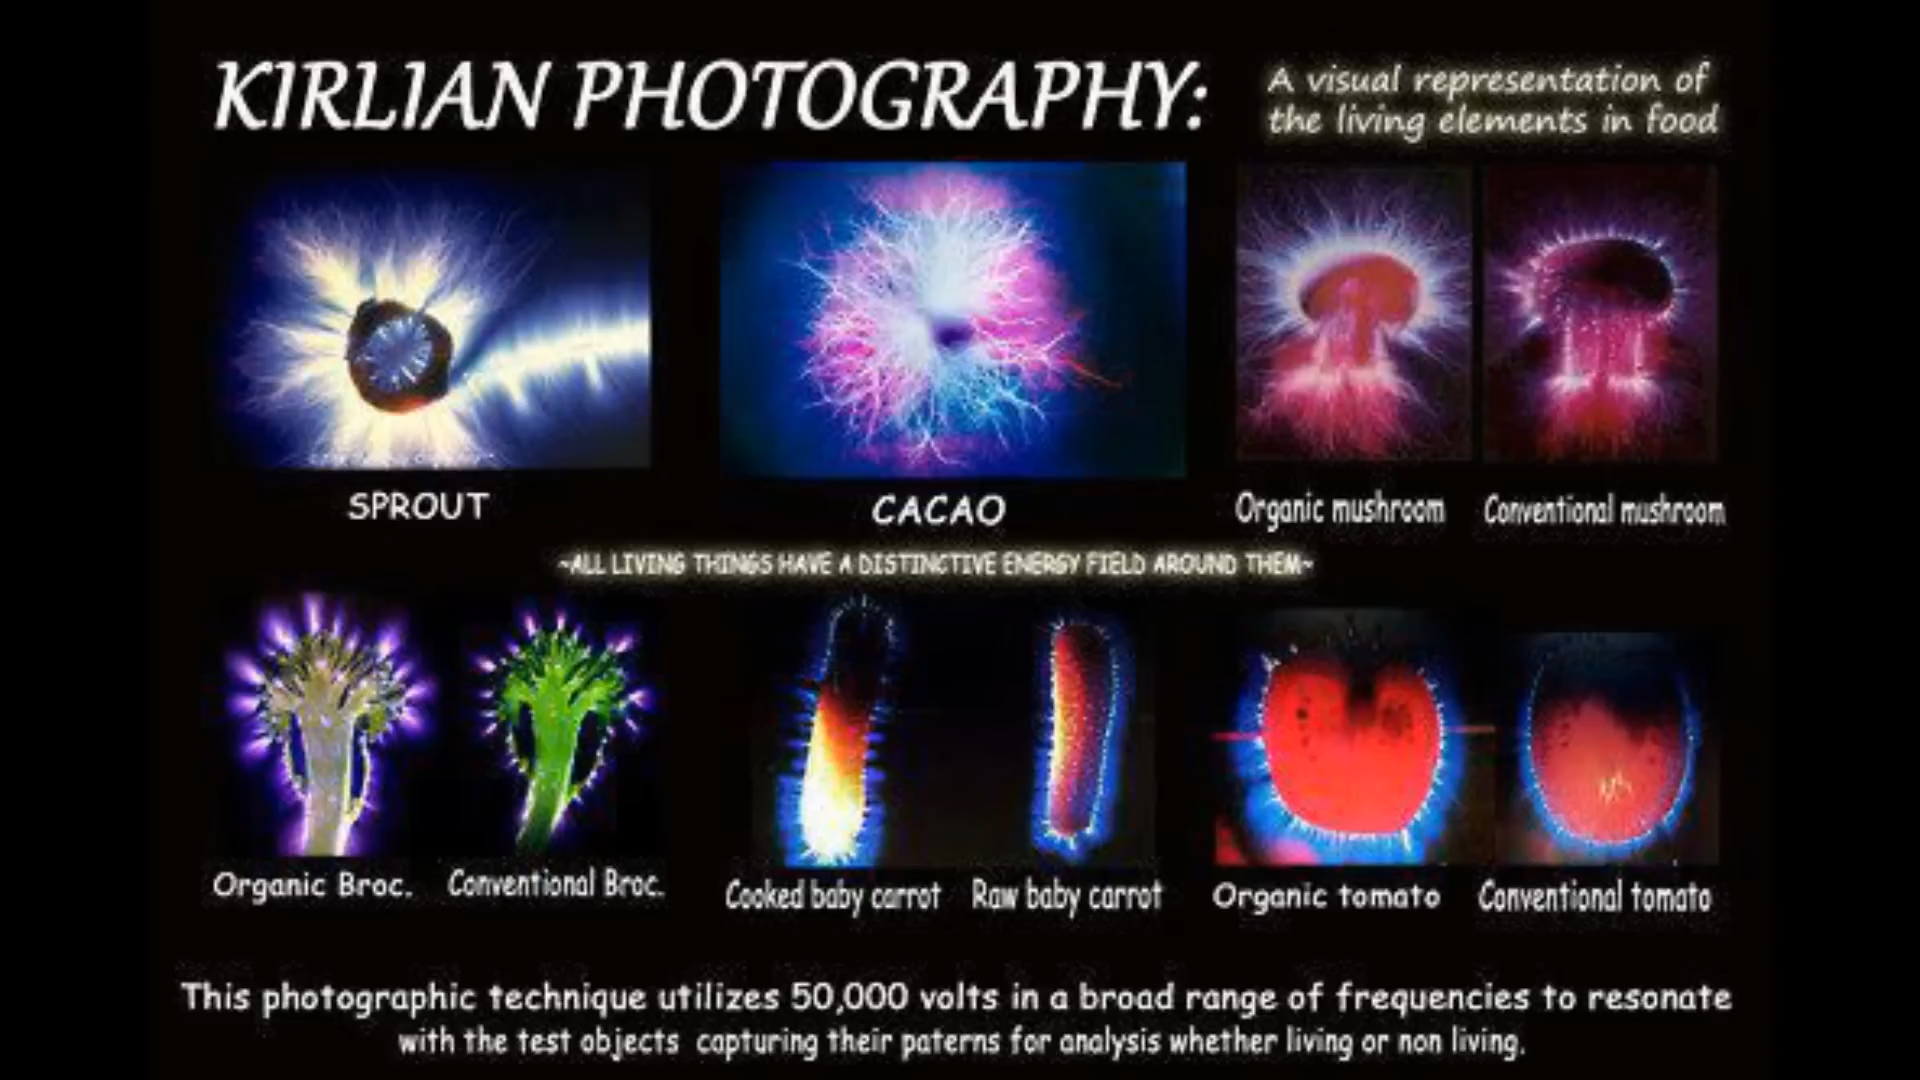 KIRLIAN PHOTOGRAPHY:
A visual representation of
the living elements in food
SPROUT
CACAO
Organic mushroom
Conventional mushroom
~ALL LIVING THINGS HAVE A DISTINCTIVE ENERGY FIELD AROUND THEM~
Organic Broc.
Conventional Broc.
Cooked baby carrot
Raw baby carrot
Organic tomato
Conventional tomato
This photographic technique utilizes 50,000 volts in a broad range of frequencies to resonate
with the test objects capturing their paterns for analysis whether living or non living.